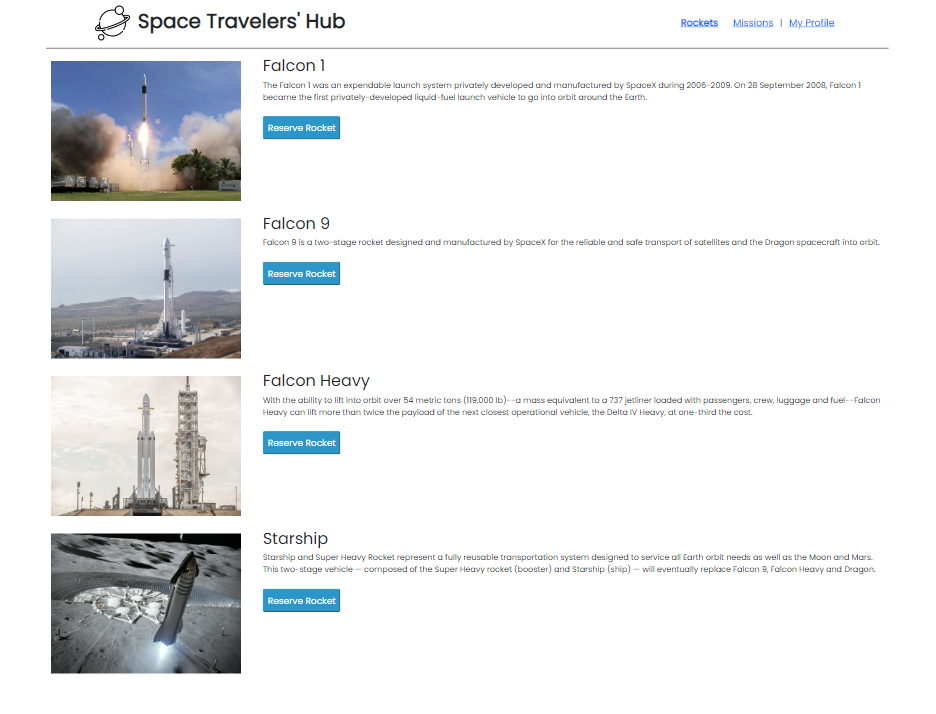 Space Travelers' Hub
Rockets Missions | My Profile
Falcon 1
The Falcon 1 was an expendable launch system privately developed and manufactured by SpaceX during 2006-2009. On 28 September 2008, Falcon 1
became the first privately-developed liquid-fuel launch vehicle to go into orbit around the Earth.
Reserve Rocket
Falcon 9
Falcon 9 is a two-stage rocket designed and manufactured by SpaceX for the reliable and safe transport of satellites and the Dragon spacecraft into orbit.
Reserve Rocket
Falcon Heavy
With the ability to lift into orbit over 54 metric tons (119,000 lb)--a mass equivalent to a 737 jetliner loaded with passengers, crew, luggage and fuel--Falcon
Heavy can lift more than twice the payload of the next closest operational vehicle, the Delta IV Heavy, at one-third the cost.
Reserve Rocket
Starship
Starship and Super Heavy Rocket represent a fully reusable transportation system designed to service all Earth orbit needs as well as the Moon and Mars.
This two-stage vehicle — composed of the Super Heavy rocket (booster) and Starship (ship) — will eventually replace Falcon 9, Falcon Heavy and Dragon.
Reserve Rocket